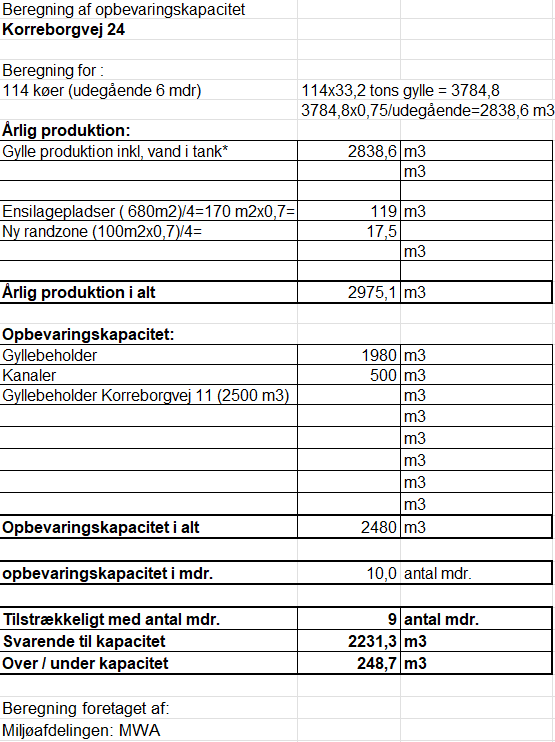 Beregning af opbevaringskapacitet
Korreborgvej 24
Beregning for :
114 køer (udegående 6 mdr) 114x33,2 tons gylle = 3784,8
3784,8x0,75/udegående=2838,6 m3
Årlig produktion:
Gylle produktion inkl, vand i tank* 2838,6 m3
m3
Ensilagepladser ( 680m2)/4=170 m2x0,7= 119 m3
Ny randzone (100m2x0,7)/4= 17,5
m3
Årlig produktion i alt 2975,1 m3
Opbevaringskapacitet:
Gyllebeholder 1980 m3
Kanaler 500 m3
Gyllebeholder Korreborgvej 11 (2500 m3) m3
m3
m3
m3
m3
m3
Opbevaringskapacitet i alt 2480 m3
opbevaringskapacitet i mdr. 10,0 antal mdr.
Tilstrækkeligt med antal mdr. 9 antal mdr.
Svarende til kapacitet 2231,3 m3
Over / under kapacitet 248,7 m3
Beregning foretaget af:
Miljøafdelingen: MWA